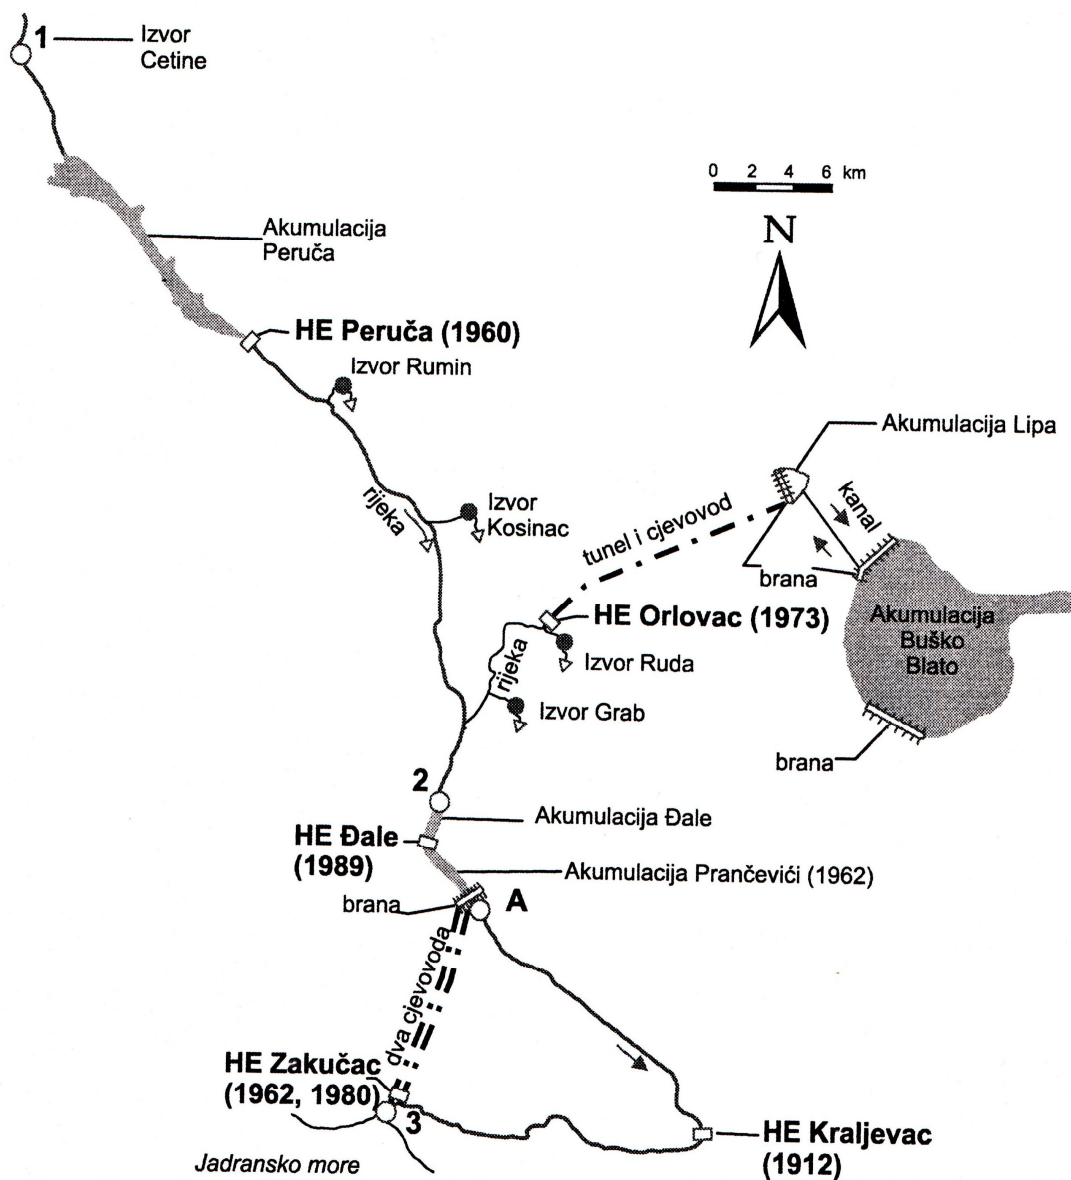 1
Izvor
Cetine
0 2 4 6 km
Akumulacija
Peruča
N
HE Peruča (1960)
Izvor Rumin
Akumulacija Lipa
rijeka
Izvor
Kosinac
tunel i cjevovod
kanal
brana
HE Orlovac (1973)
Akumulacija
Buško
Blato
rijeka
Izvor Ruda
Izvor Grab
brana
2
Akumulacija Đale
HE Đale
(1989)
Akumulacija Prančevići (1962)
brana
A
dva cjevovoda
HE Zakučac
(1962, 1980)
3
HE Kraljevac
(1912)
Jadransko more